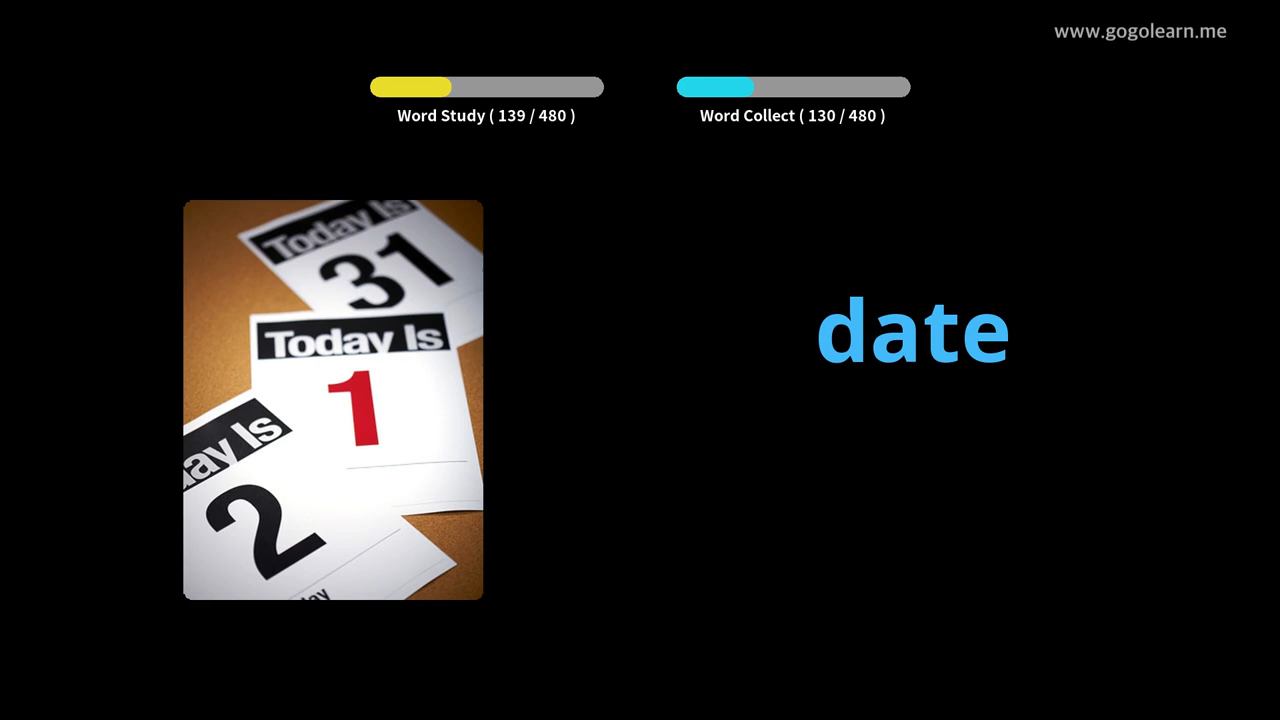 www.gogolearn.me
Word Study ( 139 / 480 )
Word Collect ( 130 / 480 )
Today Is
31
Today Is
1
day Is
2
date